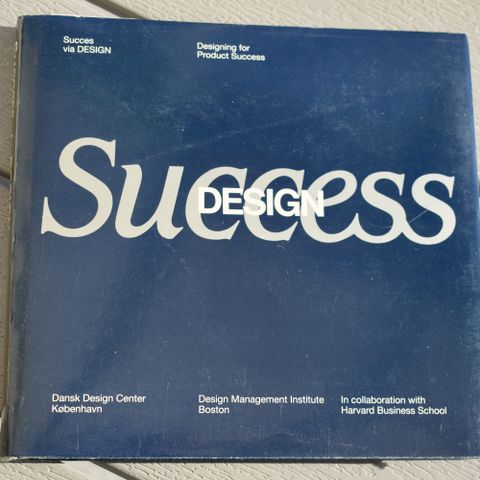 Succes
via DESIGN
Designing for
Product Success
Success
DESIGN
Dansk Design Center
København
Design Management Institute
Boston
In collaboration with
Harvard Business School